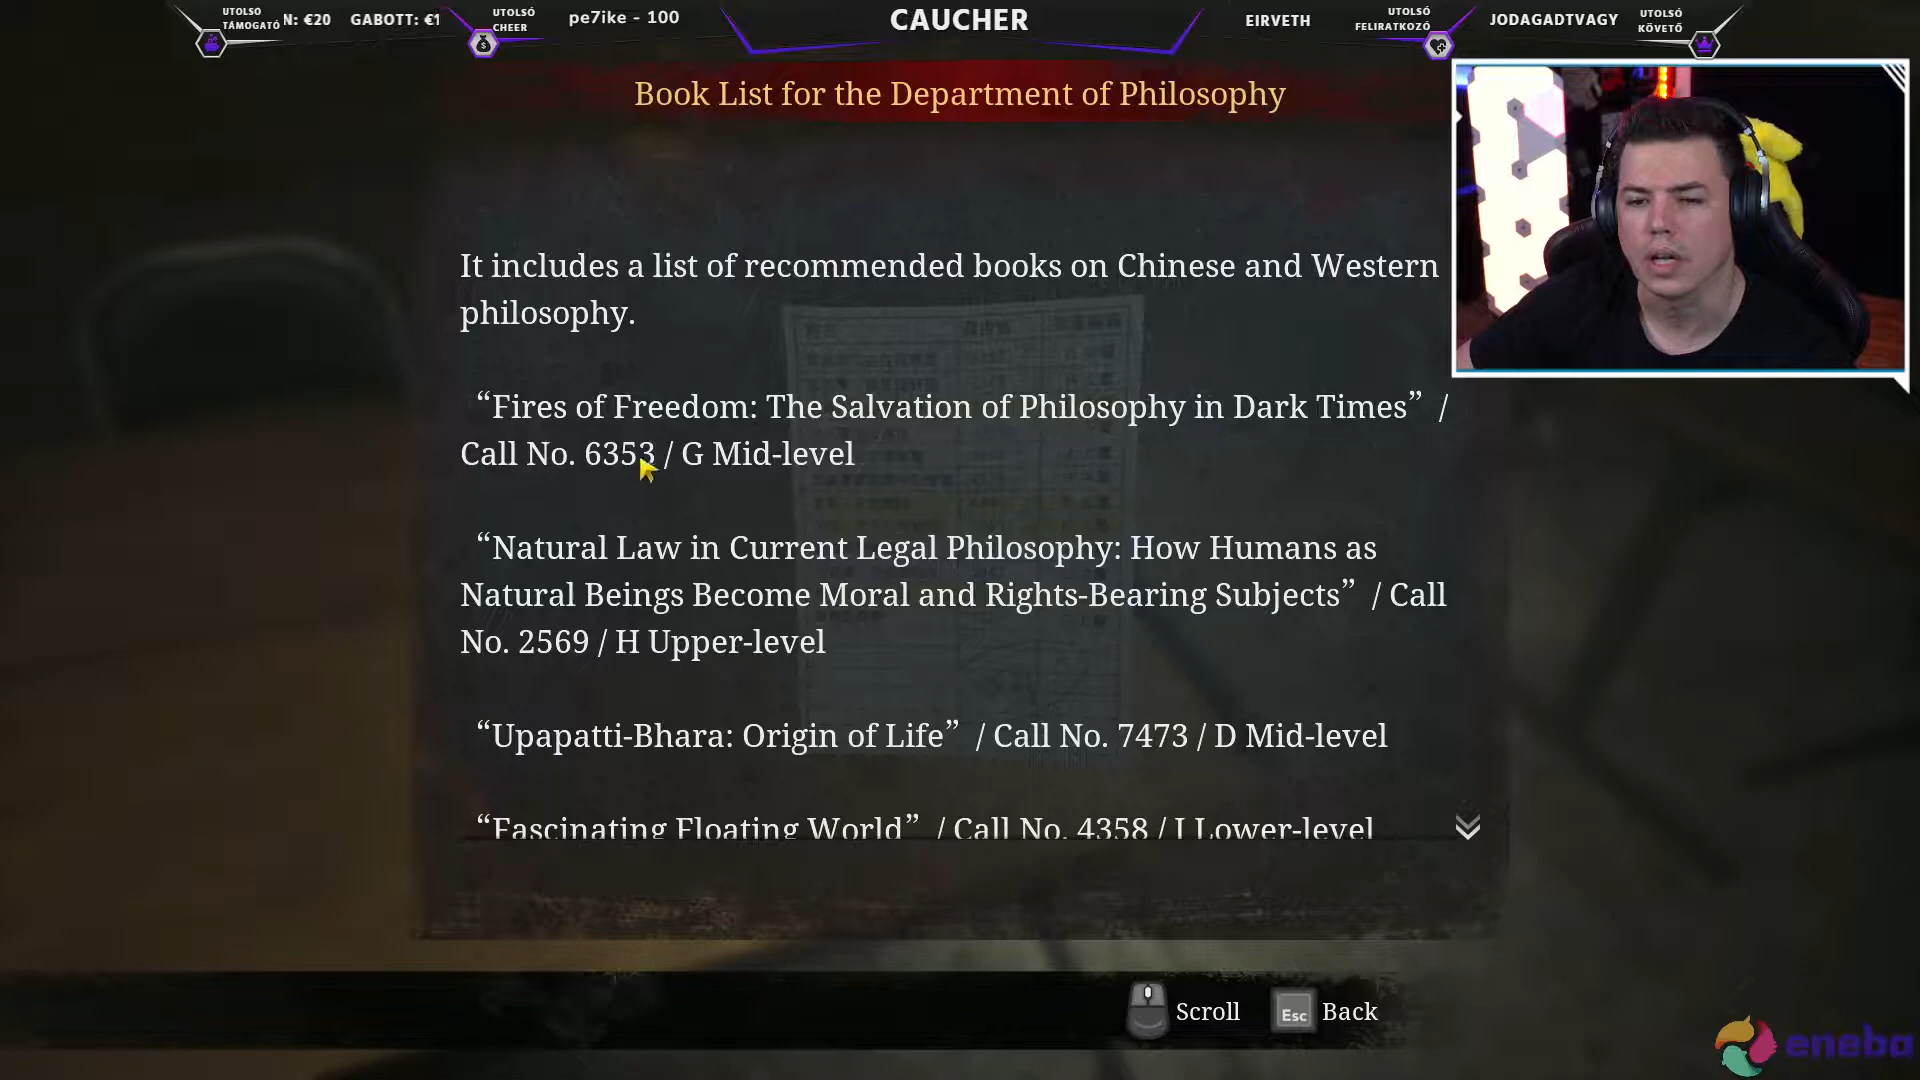 UTOLSÓ
TÁMOGATÓ
N: €20 GABOTT: €1
UTOLSÓ
CHEER
pe7ike - 100
CAUCHER
EIRVETH
UTOLSÓ
FELIRATKOZÓ
JODAGADTVAGY
UTOLSÓ
KÖVETŐ
Book List for the Department of Philosophy
It includes a list of recommended books on Chinese and Western
philosophy.
“Fires of Freedom: The Salvation of Philosophy in Dark Times” /
Call No. 6353 / G Mid-level
“Natural Law in Current Legal Philosophy: How Humans as
Natural Beings Become Moral and Rights-Bearing Subjects” / Call
No. 2569 / H Upper-level
“Upapatti-Bhara: Origin of Life” / Call No. 7473 / D Mid-level
“Fascinating Floating World” / Call No. 4358 / I Lower-level
Scroll
Esc Back
eneba